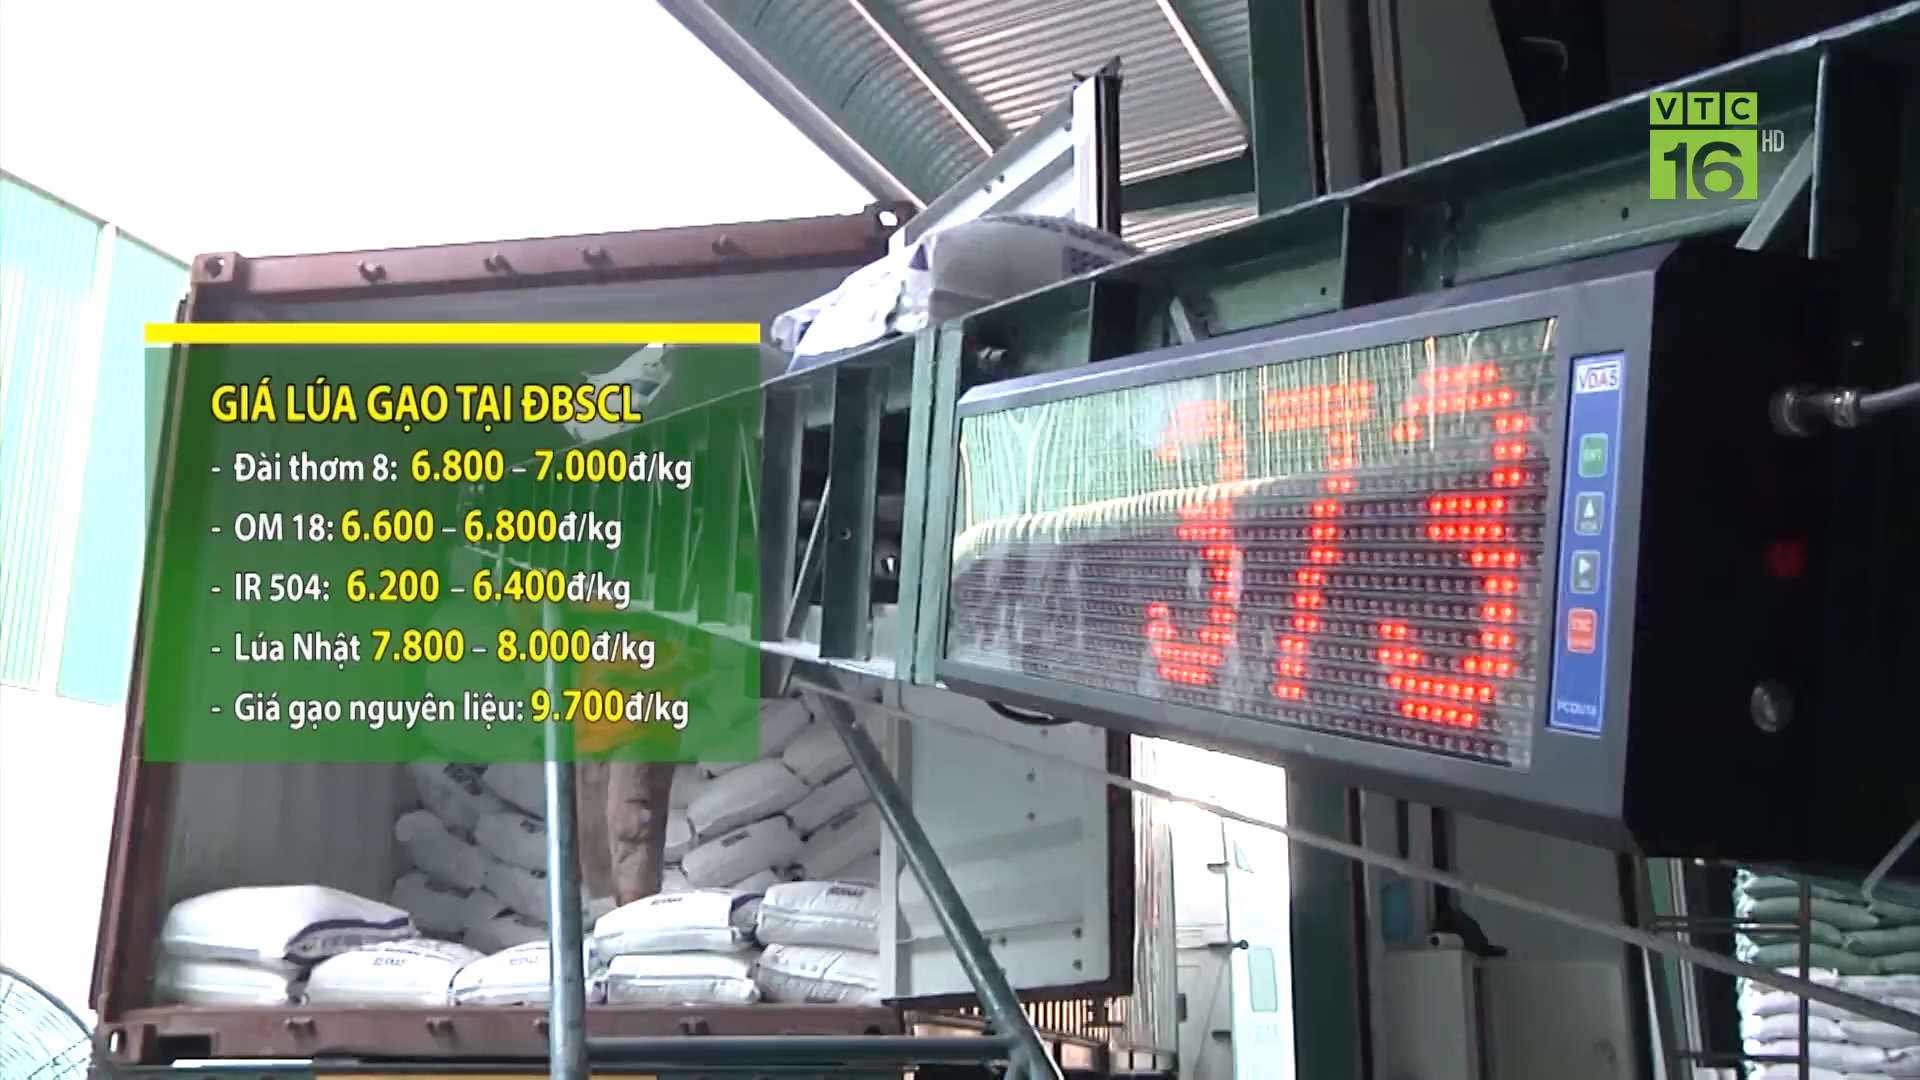 VTC
16 HD
GIÁ LÚA GẠO TẠI ĐBSCL
- Đài thơm 8: 6.800 – 7.000đ/kg
- OM 18: 6.600 – 6.800đ/kg
- IR 504: 6.200 – 6.400đ/kg
- Lúa Nhật 7.800 – 8.000đ/kg
- Giá gạo nguyên liệu: 9.700đ/kg
373
VDAS